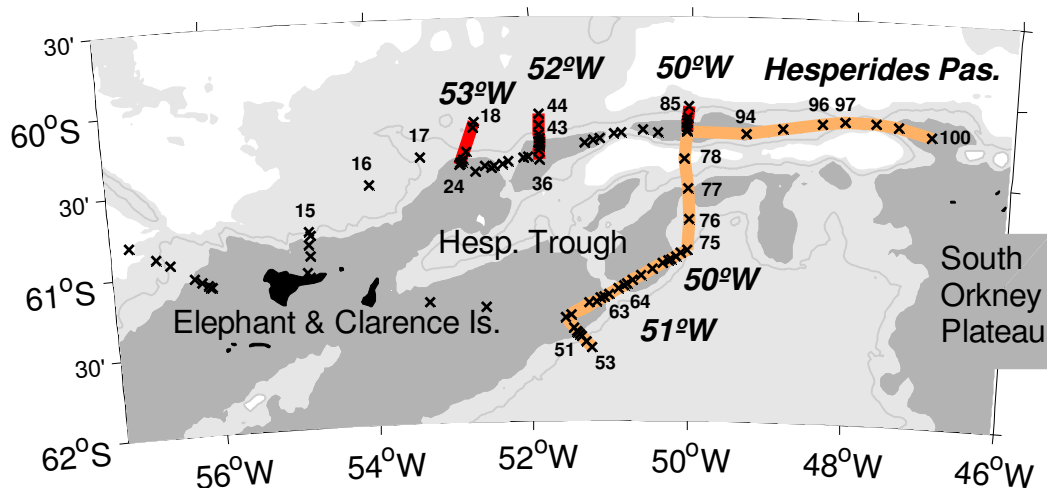 30'
60ºS
30'
61ºS
30'
62ºS
56ºW
54ºW
52ºW
50ºW
48ºW
46ºW
53ºW
52ºW
50ºW
Hesperides Pas.
18
44
85
94
96
97
100
17
43
16
24
36
78
77
15
76
75
Hesp. Trough
50ºW
South
Orkney
Plateau
Elephant & Clarence Is.
63
64
51ºW
51
53